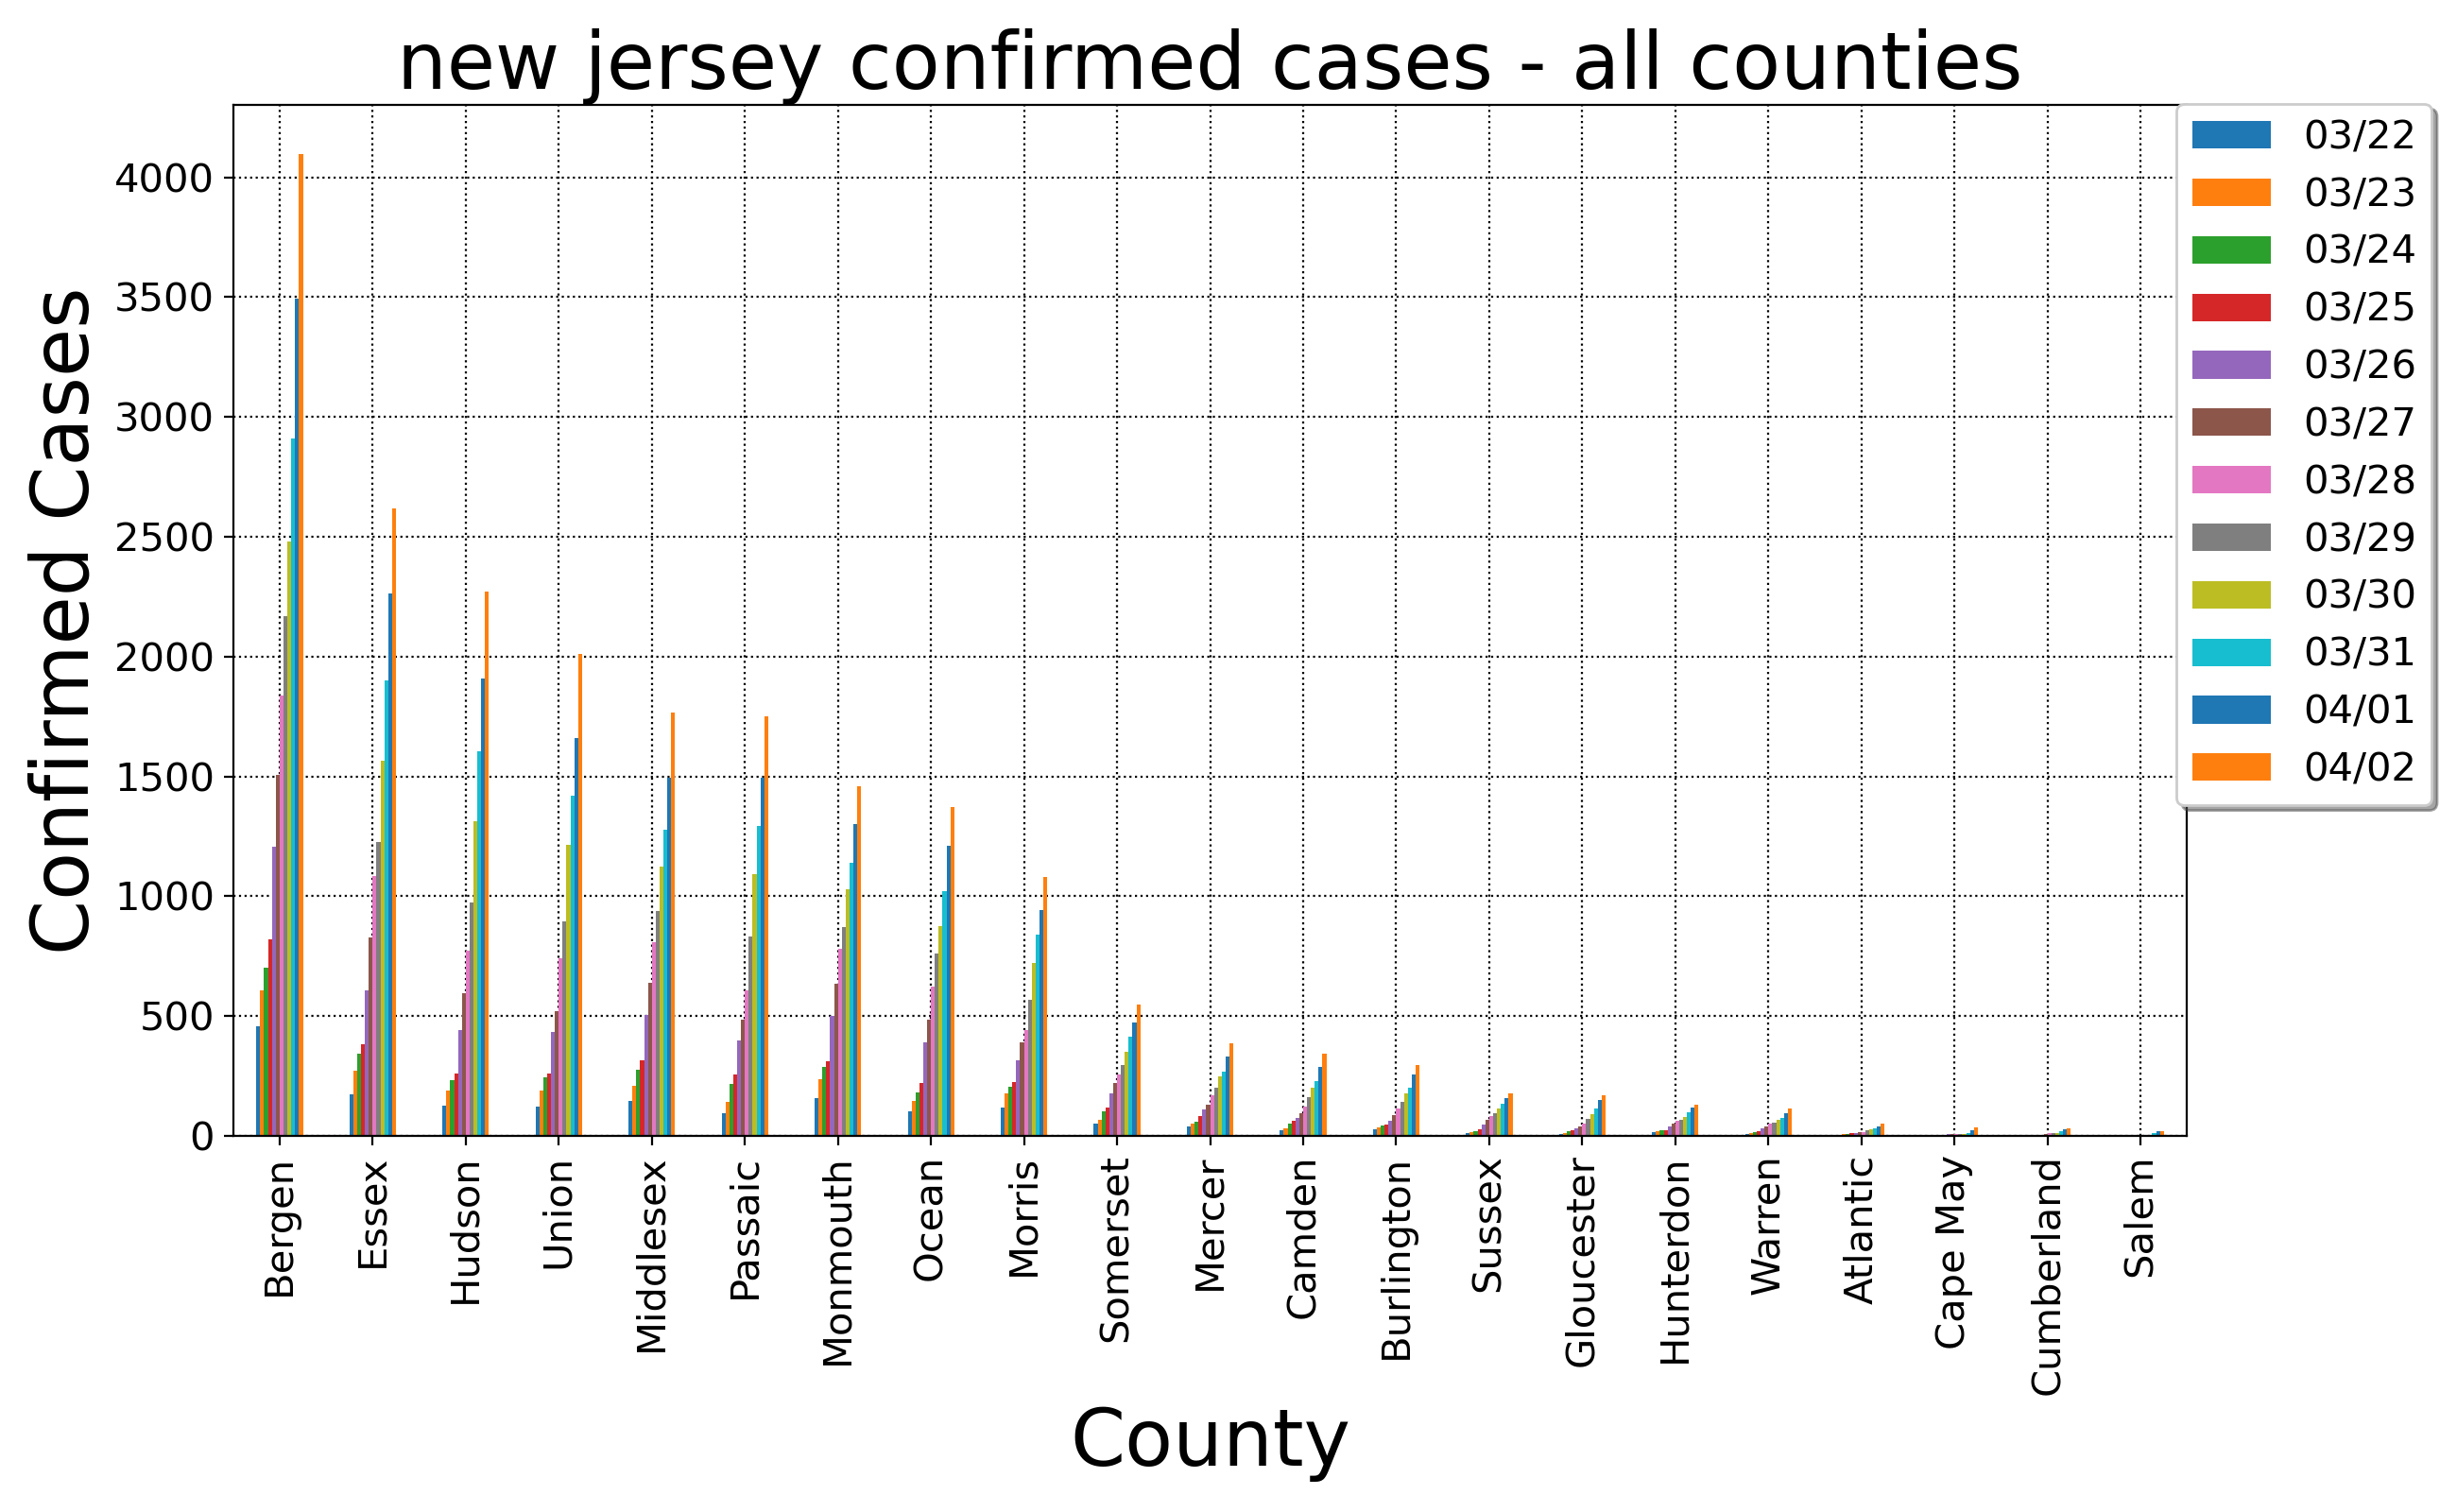 new jersey confirmed cases - all counties
Confirmed Cases
4000
3500
3000
2500
2000
1500
1000
500
0
03/22
03/23
03/24
03/25
03/26
03/27
03/28
03/29
03/30
03/31
04/01
04/02
Bergen
Essex
Hudson
Union
Middlesex
Passaic
Monmouth
Ocean
Morris
Somerset
Mercer
Camden
Burlington
Sussex
Gloucester
Hunterdon
Warren
Atlantic
Cape May
Cumberland
Salem
County